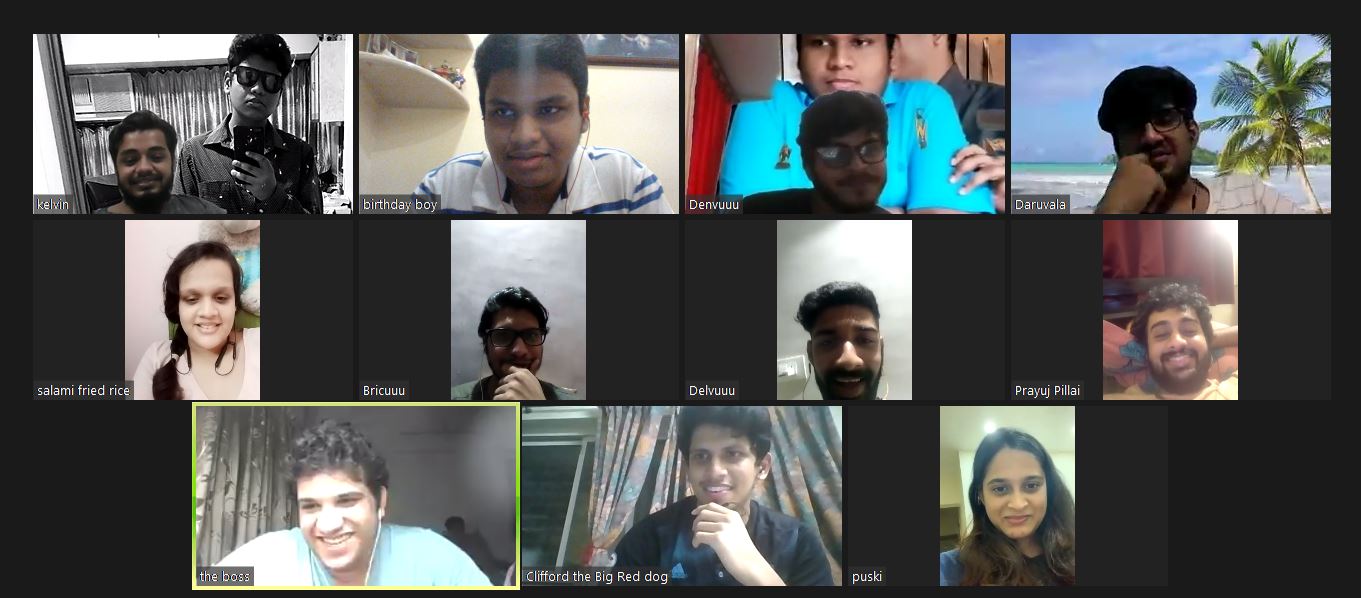 kelvin
birthday boy
Denvuuu
Daruvala
salami fried rice
Bricuuu
Delvuuu
Prayuj Pillai
the boss
Clifford the Big Red dog
puski